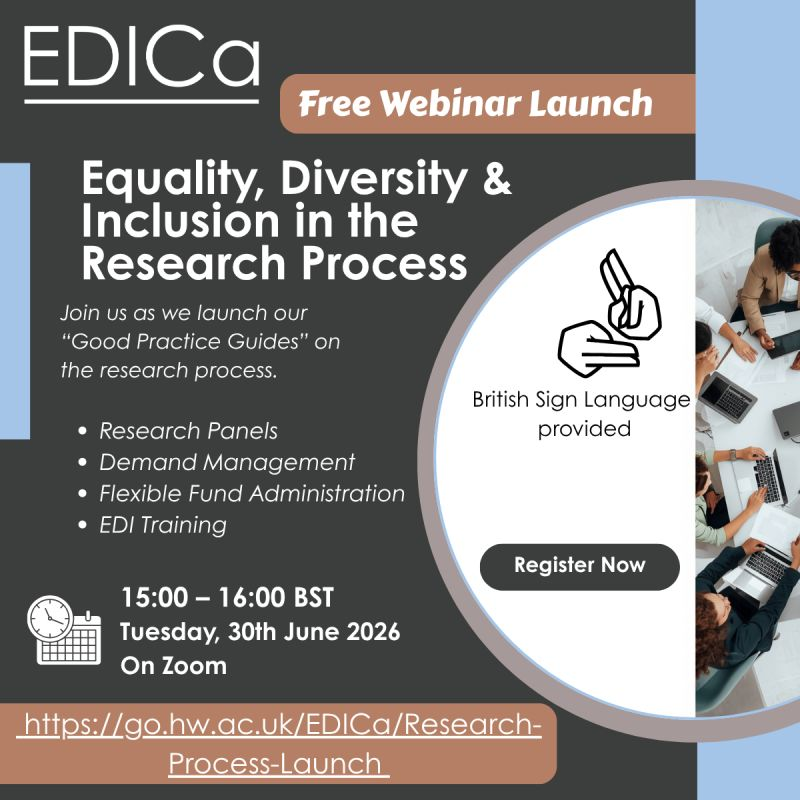 EDICa
Free Webinar Launch
Equality, Diversity &
Inclusion in the
Research Process
Join us as we launch our
“Good Practice Guides” on
the research process.
• Research Panels
• Demand Management
• Flexible Fund Administration
• EDI Training
British Sign Language
provided
Register Now
15:00 – 16:00 BST
Tuesday, 30th June 2026
On Zoom
https://go.hw.ac.uk/EDICa/Research-
Process-Launch